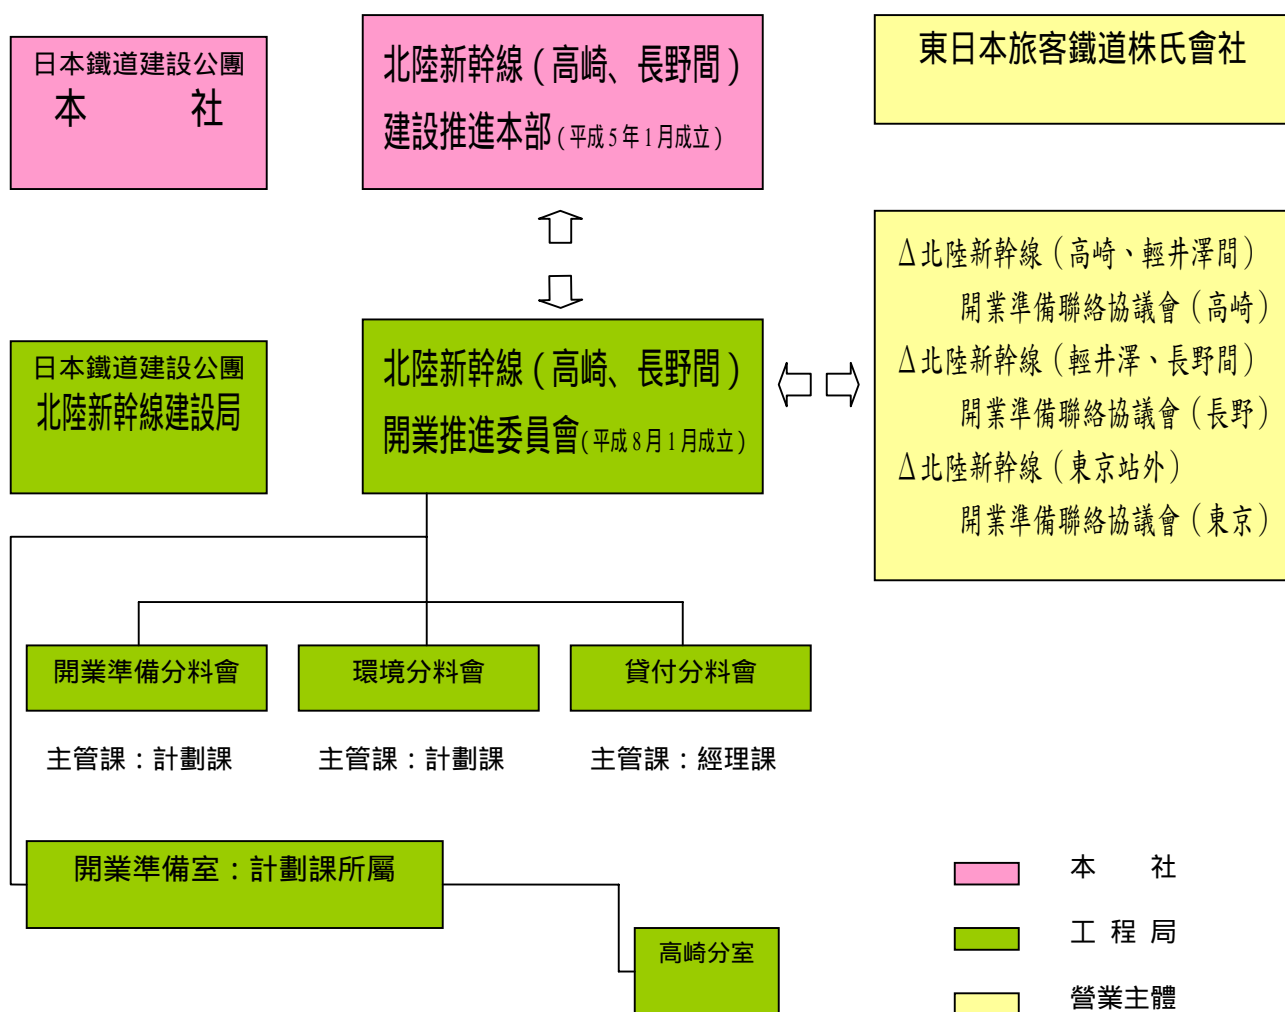 日本鐵道建設公團
本　　社
北陸新幹線（高崎、長野間）
建設推進本部（平成5年1月成立）
東日本旅客鐵道株氏會社
日本鐵道建設公團
北陸新幹線建設局
北陸新幹線（高崎、長野間）
開業推進委員會（平成8月1月成立）
Δ北陸新幹線（高崎、輕井澤間）
開業準備聯絡協議會（高崎）
Δ北陸新幹線（輕井澤、長野間）
開業準備聯絡協議會（長野）
Δ北陸新幹線（東京站外）
開業準備聯絡協議會（東京）
開業準備分料會
環境分料會
貸付分料會
主管課：計劃課
主管課：計劃課
主管課：經理課
開業準備室：計劃課所屬
高崎分室
本　　社
工 程 局
營業主體